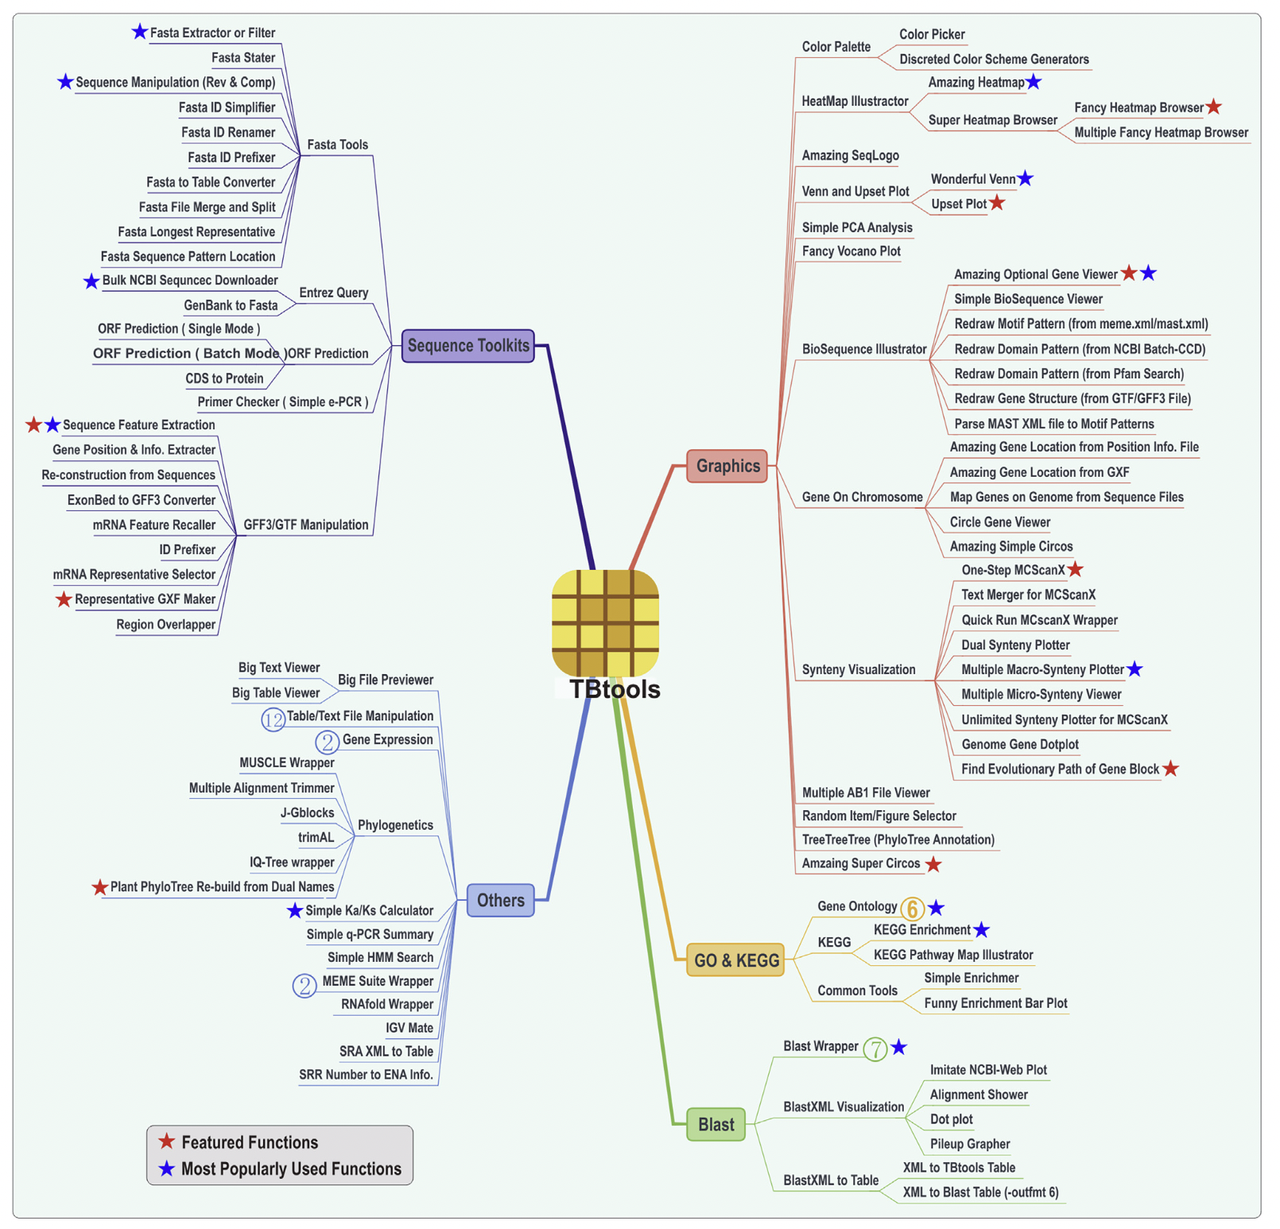 Fasta Extractor or Filter
Fasta Stater
Sequence Manipulation (Rev & Comp)
Fasta ID Simplifier
Fasta ID Renamer
Fasta ID Prefixer
Fasta to Table Converter
Fasta File Merge and Split
Fasta Longest Representative
Fasta Sequence Pattern Location
Fasta Tools
Bulk NCBI Sequncec Downloader
GenBank to Fasta
Entrez Query
ORF Prediction ( Single Mode )
ORF Prediction ( Batch Mode )
CDS to Protein
ORF Prediction
Primer Checker ( Simple e-PCR )
Sequence Toolkits
Sequence Feature Extraction
Gene Position & Info. Extracter
Re-construction from Sequences
ExonBed to GFF3 Converter
mRNA Feature Recaller
ID Prefixer
mRNA Representative Selector
Representative GXF Maker
Region Overlapper
GFF3/GTF Manipulation
Big Text Viewer
Big Table Viewer
Big File Previewer
12 Table/Text File Manipulation
2 Gene Expression
MUSCLE Wrapper
Multiple Alignment Trimmer
J-Gblocks
trimAL
IQ-Tree wrapper
Plant PhyloTree Re-build from Dual Names
Phylogenetics
Others
Simple Ka/Ks Calculator
Simple q-PCR Summary
Simple HMM Search
2 MEME Suite Wrapper
RNAfold Wrapper
IGV Mate
SRA XML to Table
SRR Number to ENA Info.
Featured Functions
Most Popularly Used Functions
TBtools
Graphics
Color Palette
Color Picker
Discreted Color Scheme Generators
HeatMap Illustractor
Amazing Heatmap
Super Heatmap Browser
Fancy Heatmap Browser
Multiple Fancy Heatmap Browser
Amazing SeqLogo
Venn and Upset Plot
Wonderful Venn
Upset Plot
Simple PCA Analysis
Fancy Vocano Plot
BioSequence Illustrator
Amazing Optional Gene Viewer
Simple BioSequence Viewer
Redraw Motif Pattern (from meme.xml/mast.xml)
Redraw Domain Pattern (from NCBI Batch-CCD)
Redraw Domain Pattern (from Pfam Search)
Redraw Gene Structure (from GTF/GFF3 File)
Parse MAST XML file to Motif Patterns
Gene On Chromosome
Amazing Gene Location from Position Info. File
Amazing Gene Location from GXF
Map Genes on Genome from Sequence Files
Circle Gene Viewer
Amazing Simple Circos
Synteny Visualization
One-Step MCScanX
Text Merger for MCScanX
Quick Run MCscanX Wrapper
Dual Synteny Plotter
Multiple Macro-Synteny Plotter
Multiple Micro-Synteny Viewer
Unlimited Synteny Plotter for MCScanX
Genome Gene Dotplot
Find Evolutionary Path of Gene Block
Multiple AB1 File Viewer
Random Item/Figure Selector
TreeTreeTree (PhyloTree Annotation)
Amzaing Super Circos
GO & KEGG
Gene Ontology 6
KEGG
KEGG Enrichment
KEGG Pathway Map Illustrator
Common Tools
Simple Enrichmer
Funny Enrichment Bar Plot
Blast
Blast Wrapper 7
BlastXML Visualization
Imitate NCBI-Web Plot
Alignment Shower
Dot plot
Pileup Grapher
BlastXML to Table
XML to TBtools Table
XML to Blast Table (-outfmt 6)